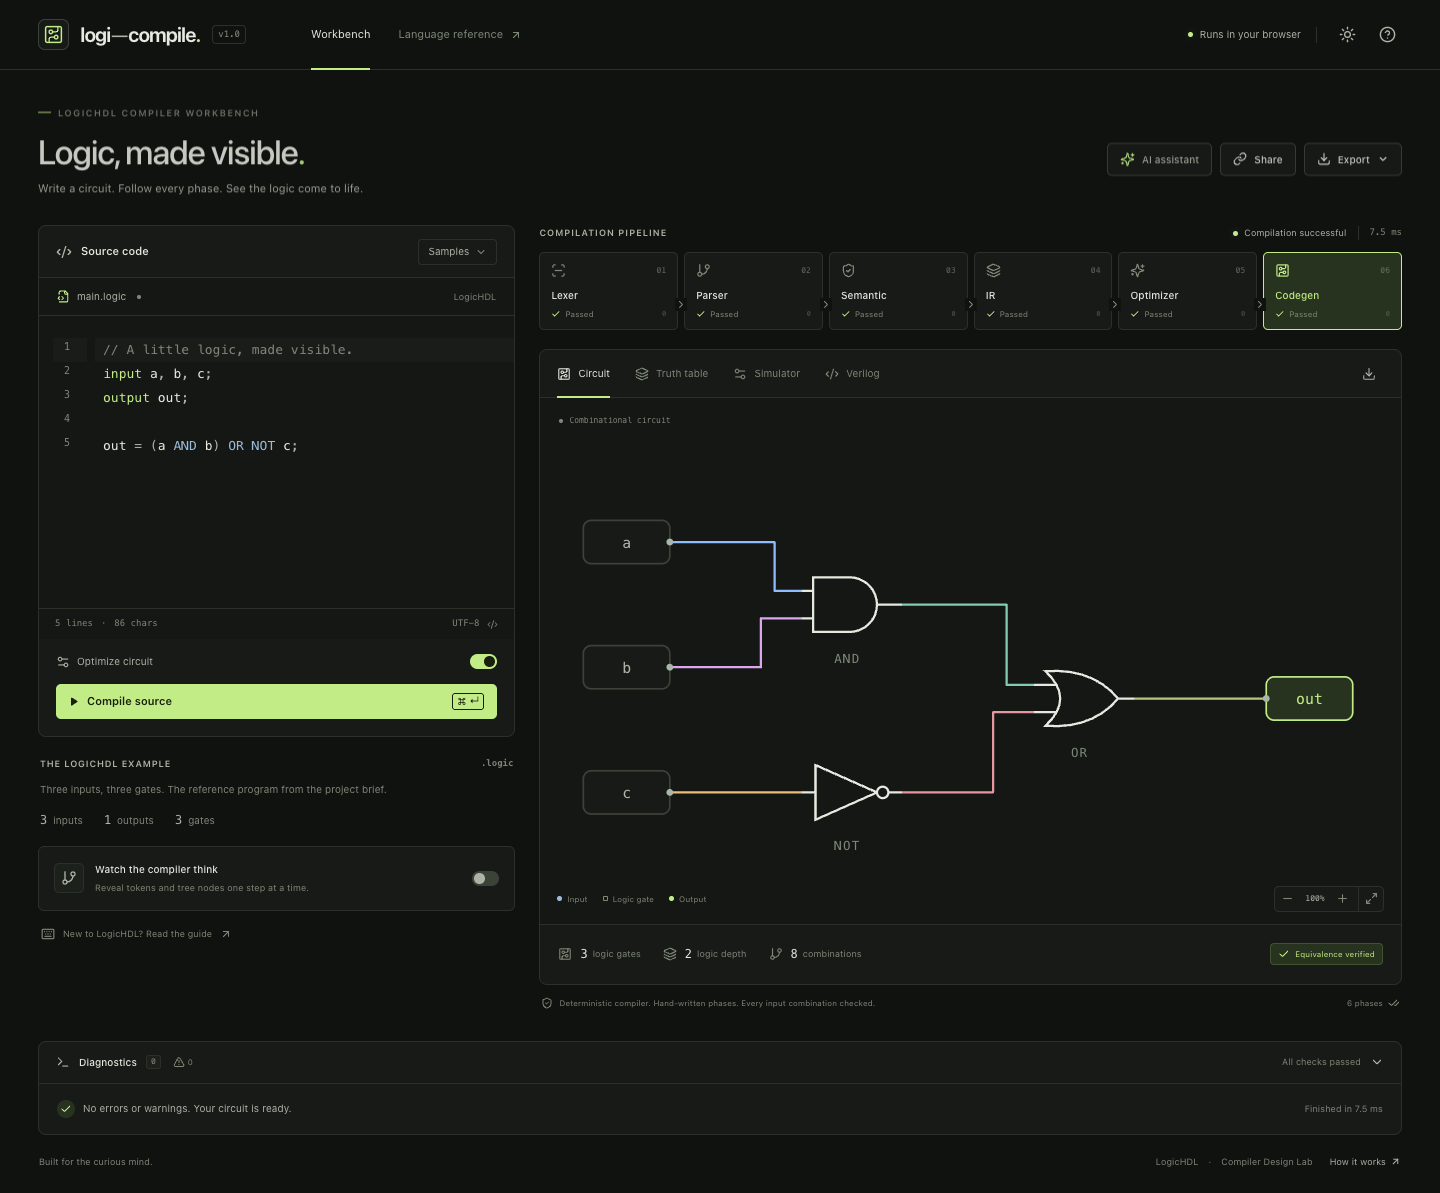 logi—compile. v1.0 Workbench Language reference Runs in your browser
LOGICHDL COMPILER WORKBENCH
Logic, made visible.
Write a circuit. Follow every phase. See the logic come to life.
AI assistant Share Export
Source code Samples
main.logic LogicHDL
1 // A little logic, made visible.
2 input a, b, c;
3 output out;
4
5 out = (a AND b) OR NOT c;
5 lines · 86 chars UTF-8
Optimize circuit
Compile source ⌘ ↵
THE LOGICHDL EXAMPLE .logic
Three inputs, three gates. The reference program from the project brief.
3 inputs 1 outputs 3 gates
Watch the compiler think
Reveal tokens and tree nodes one step at a time.
New to LogicHDL? Read the guide
COMPILATION PIPELINE Compilation successful 7.5 ms
01 02 03 04 05 06
Lexer Parser Semantic IR Optimizer Codegen
Passed 0 Passed 0 Passed 0 Passed 0 Passed 0 Passed 0
Circuit Truth table Simulator Verilog
Combinational circuit
a
b
AND
out
OR
c
NOT
Input Logic gate Output 100%
3 logic gates 2 logic depth 8 combinations Equivalence verified
Deterministic compiler. Hand-written phases. Every input combination checked. 6 phases
Diagnostics 0 0 All checks passed
No errors or warnings. Your circuit is ready. Finished in 7.5 ms
Built for the curious mind. LogicHDL · Compiler Design Lab How it works